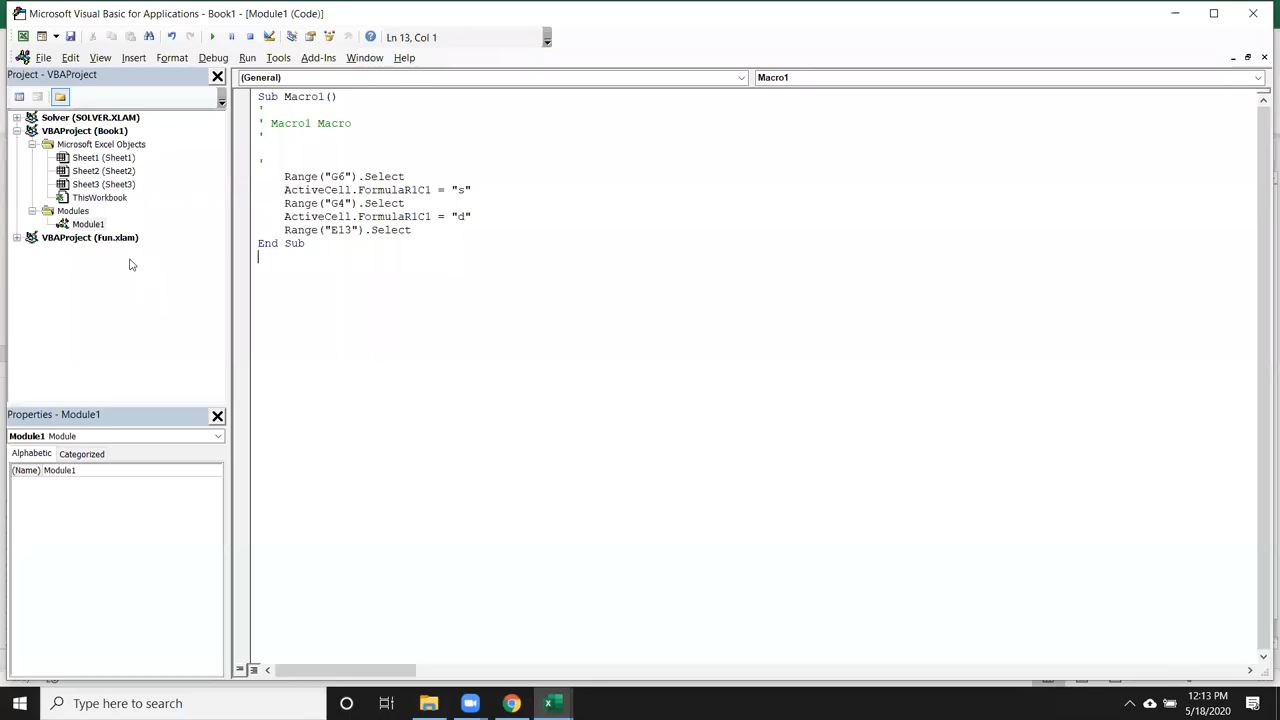 Microsoft Visual Basic for Applications - Book1 - [Module1 (Code)]
Ln 13, Col 1
File Edit View Insert Format Debug Run Tools Add-Ins Window Help
Project - VBAProject
(General)
Macro1
Solver (SOLVER.XLAM)
VBAProject (Book1)
Microsoft Excel Objects
Sheet1 (Sheet1)
Sheet2 (Sheet2)
Sheet3 (Sheet3)
ThisWorkbook
Modules
Module1
VBAProject (Fun.xlam)
Sub Macro1()
'
' Macro1 Macro
'
'
Range("G6").Select
ActiveCell.FormulaR1C1 = "s"
Range("G4").Select
ActiveCell.FormulaR1C1 = "d"
Range("E13").Select
End Sub
Properties - Module1
Module1 Module
Alphabetic Categorized
(Name) Module1
Type here to search
12:13 PM
5/18/2020